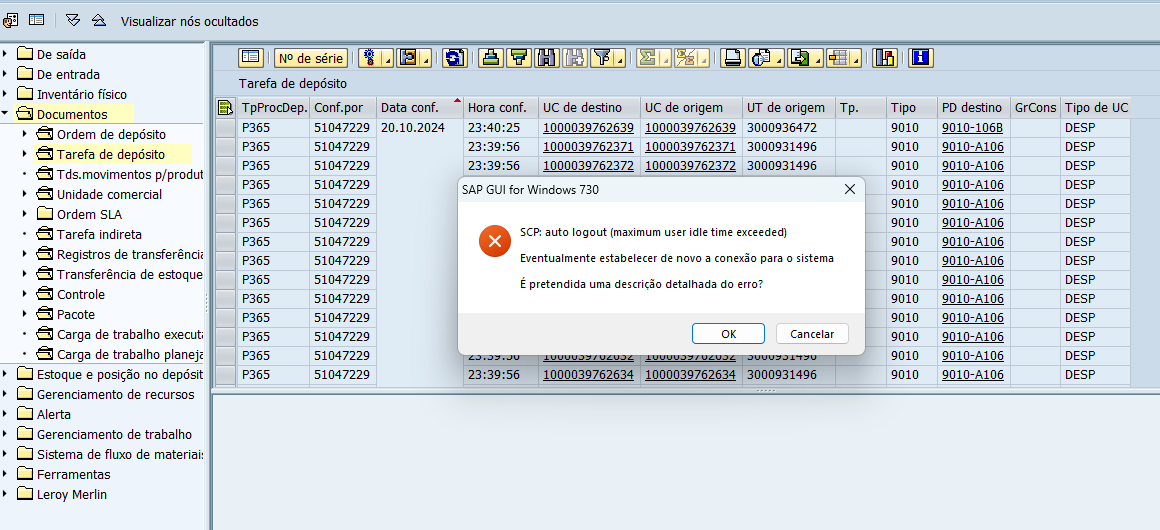 Visualizar nós ocultados
De saída
De entrada
Inventário físico
Documentos
Ordem de depósito
Tarefa de depósito
Tds.movimentos p/produt
Unidade comercial
Ordem SLA
Tarefa indireta
Registros de transferência
Transferência de estoque
Controle
Pacote
Carga de trabalho executa
Carga de trabalho planeja
Estoque e posição no depósit
Gerenciamento de recursos
Alerta
Gerenciamento de trabalho
Sistema de fluxo de materiais
Ferramentas
Leroy Merlin
Nº de série
Tarefa de depósito
TpProcDep. Conf.por Data conf. Hora conf. UC de destino UC de origem UT de origem Tp. Tipo PD destino GrCons Tipo de UC
P365 51047229 20.10.2024 23:40:25 1000039762639 1000039762639 3000936472 9010 9010-106B DESP
P365 51047229 23:39:56 1000039762371 1000039762371 3000931496 9010 9010-A106 DESP
P365 51047229 23:39:56 1000039762372 1000039762372 3000931496 9010 9010-A106 DESP
P365 51047229 9010 9010-A106 DESP
P365 51047229 9010 9010-A106 DESP
P365 51047229 9010 9010-A106 DESP
P365 51047229 9010 9010-A106 DESP
P365 51047229 9010 9010-A106 DESP
P365 51047229 9010 9010-A106 DESP
P365 51047229 9010 9010-A106 DESP
P365 51047229 9010 9010-A106 DESP
P365 51047229 9010 9010-A106 DESP
P365 51047229 23:39:56 1000039762632 1000039762632 3000931496 9010 9010-A106 DESP
P365 51047229 23:39:56 1000039762634 1000039762634 3000931496 9010 9010-A106 DESP
SAP GUI for Windows 730
SCP: auto logout (maximum user idle time exceeded)
Eventualmente estabelecer de novo a conexão para o sistema
É pretendida uma descrição detalhada do erro?
OK Cancelar